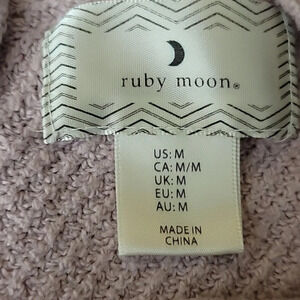 ruby moon®
US: M
CA: M/M
UK: M
EU: M
AU: M
MADE IN
CHINA